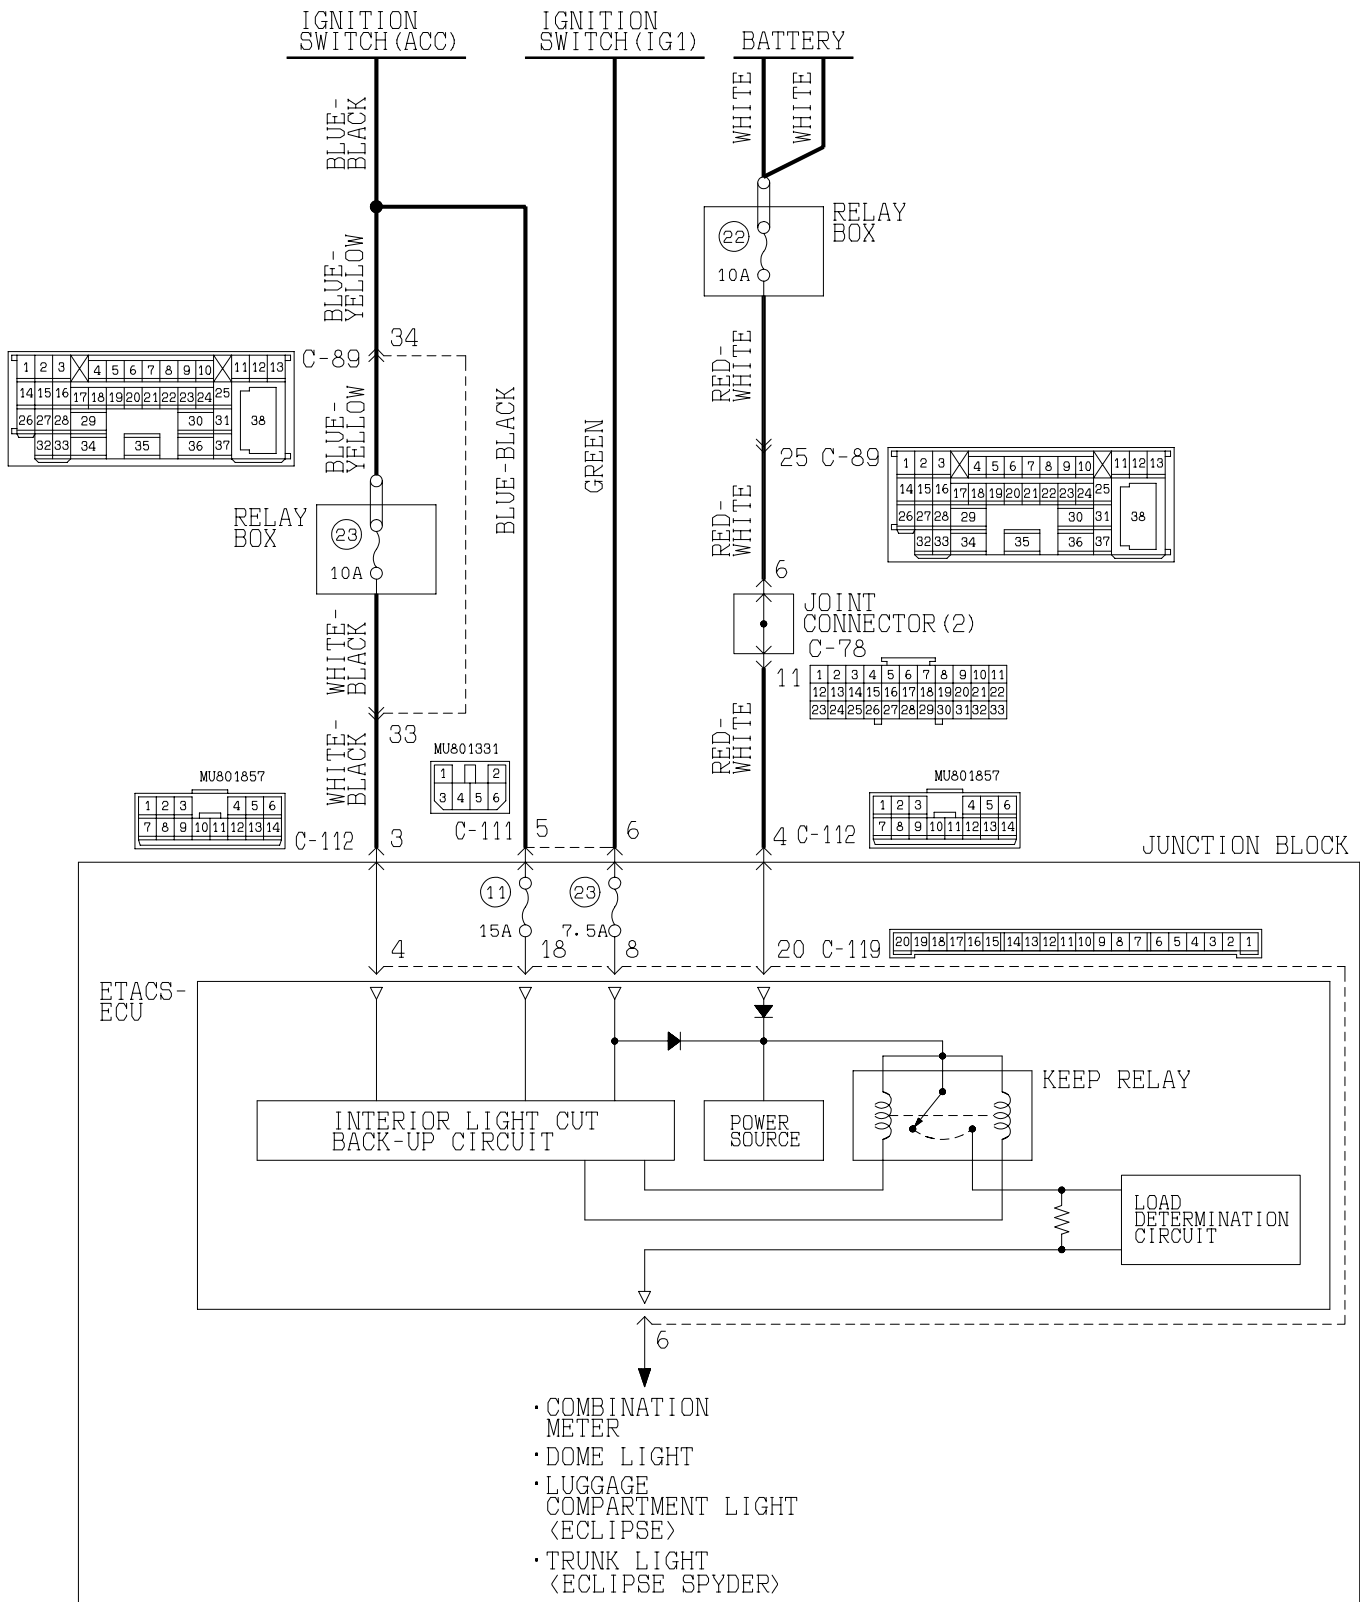 IGNITION
SWITCH(ACC)
IGNITION
SWITCH(IG1)
BATTERY
BLUE-
BLACK
WHITE
WHITE
RELAY
BOX
22
10A
BLUE-
YELLOW
34
C-89
1 2 3 4 5 6 7 8 9 10 11 12 13
14 15 16 17 18 19 20 21 22 23 24 25
26 27 28 29 30 31 38
32 33 34 35 36 37
BLUE-
YELLOW
RED-
WHITE
BLUE-BLACK
GREEN
25 C-89
1 2 3 4 5 6 7 8 9 10 11 12 13
14 15 16 17 18 19 20 21 22 23 24 25
26 27 28 29 30 31 38
32 33 34 35 36 37
RELAY
BOX
23
10A
RED-
WHITE
6
JOINT
CONNECTOR(2)
C-78
11
1 2 3 4 5 6 7 8 9 10 11
12 13 14 15 16 17 18 19 20 21 22
23 24 25 26 27 28 29 30 31 32 33
WHITE-
BLACK
33
WHITE-
BLACK
RED-
WHITE
MU801331
1 2
3 4 5 6
MU801857
1 2 3 4 5 6
7 8 9 10 11 12 13 14
MU801857
1 2 3 4 5 6
7 8 9 10 11 12 13 14
C-112 3
C-111 5
6
4 C-112
JUNCTION BLOCK
11
15A
23
7.5A
4
18
8
20 C-119
20 19 18 17 16 15 14 13 12 11 10 9 8 7 6 5 4 3 2 1
ETACS-
ECU
KEEP RELAY
INTERIOR LIGHT CUT
BACK-UP CIRCUIT
POWER
SOURCE
LOAD
DETERMINATION
CIRCUIT
6
·COMBINATION
METER
·DOME LIGHT
·LUGGAGE
COMPARTMENT LIGHT
<ECLIPSE>
·TRUNK LIGHT
<ECLIPSE SPYDER>